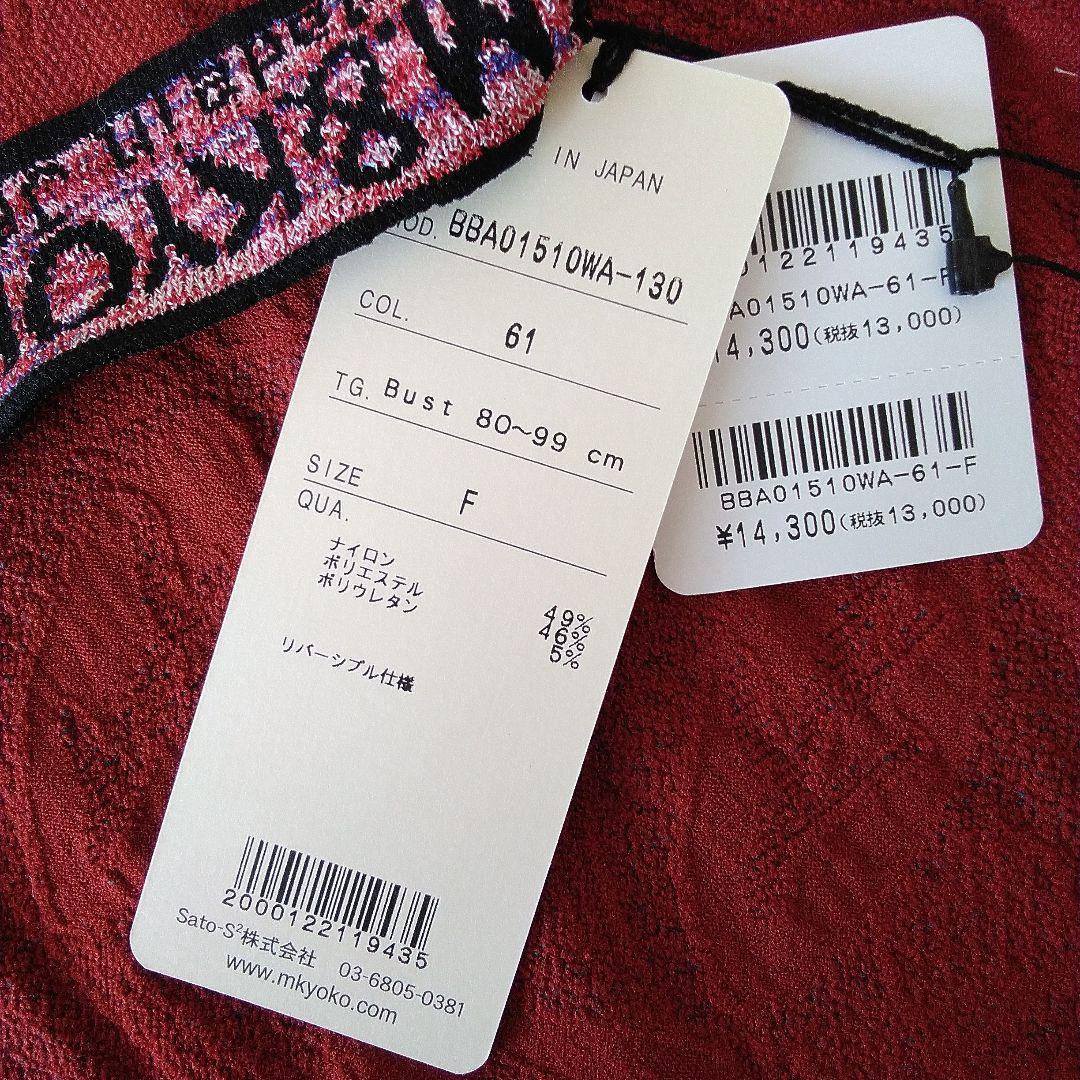 IN JAPAN
MOD. BBA01510WA-130
COL. 61
TG. Bust 80~99 cm
SIZE F
QUA.
ナイロン 49%
ポリエステル 46%
ポリウレタン 5%
リバーシブル仕様
2000122119435
Sato-S²株式会社 03-6805-0381
www.mkyoko.com
122119435
A01510WA-61-F
14,300(税抜13,000)
BBA01510WA-61-F
¥14,300(税抜13,000)